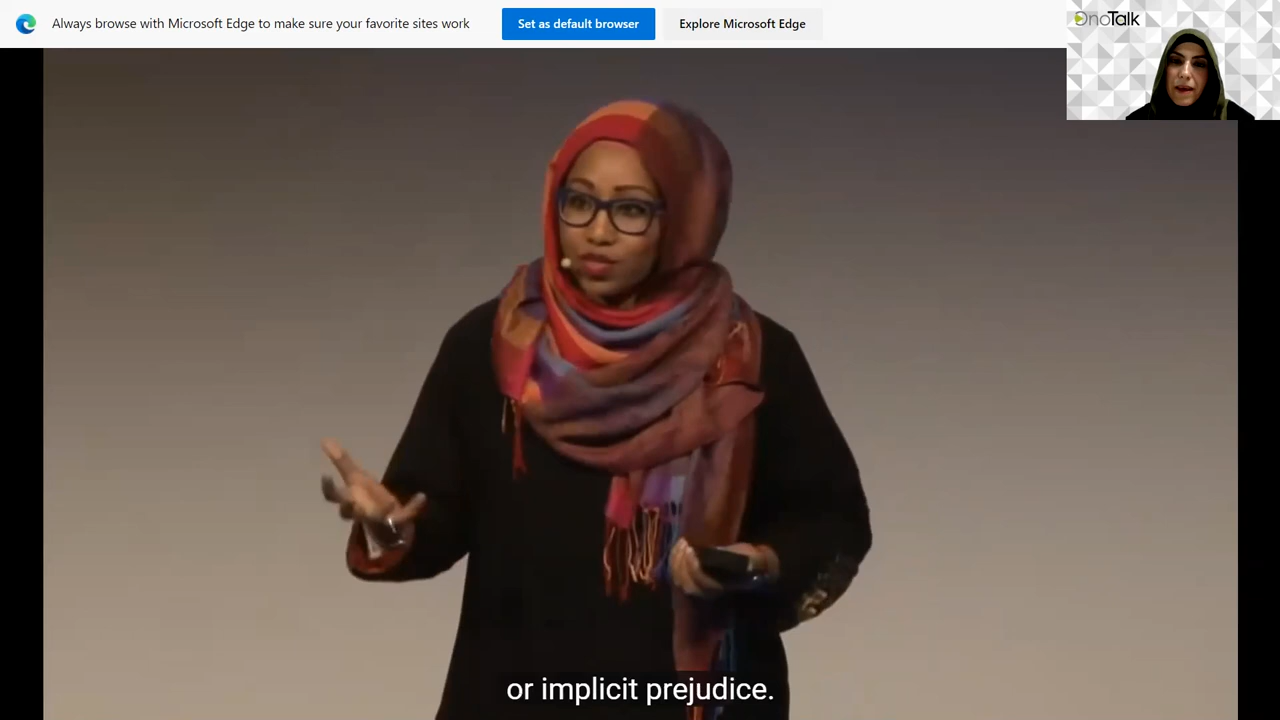 Always browse with Microsoft Edge to make sure your favorite sites work
Set as default browser
Explore Microsoft Edge
OnoTalk
or implicit prejudice.